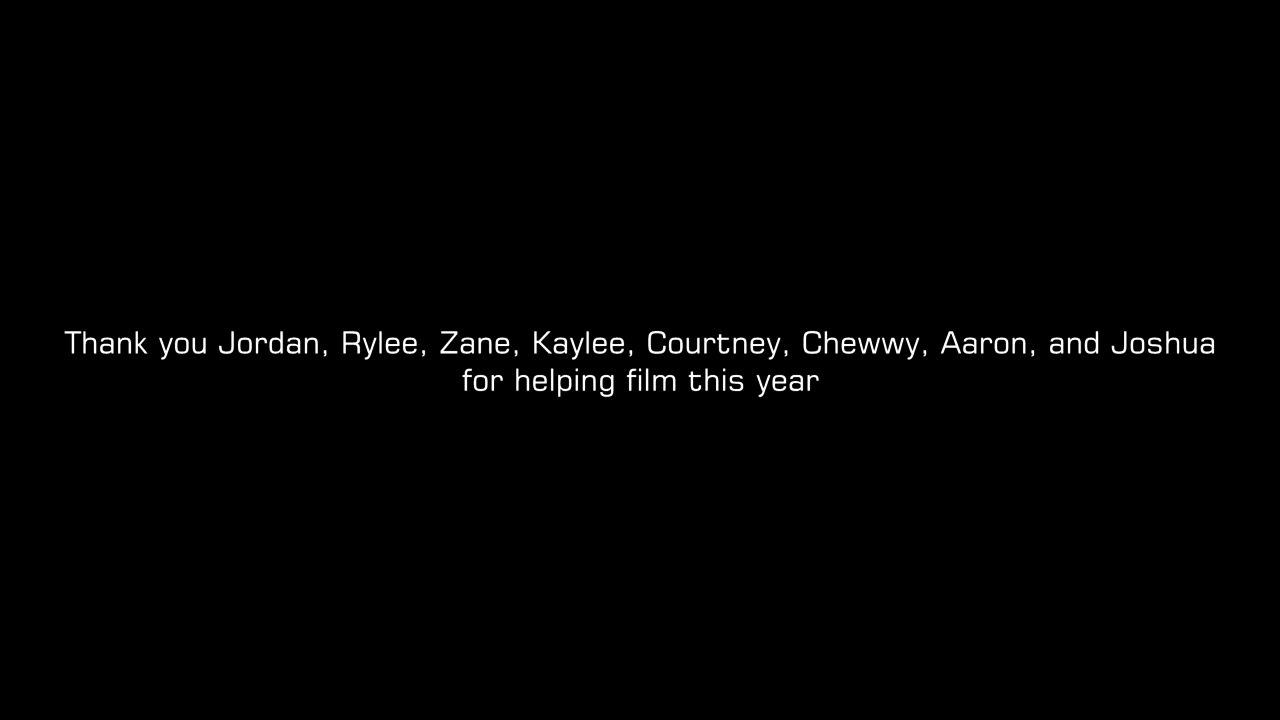 Thank you Jordan, Rylee, Zane, Kaylee, Courtney, Chewwy, Aaron, and Joshua
for helping film this year